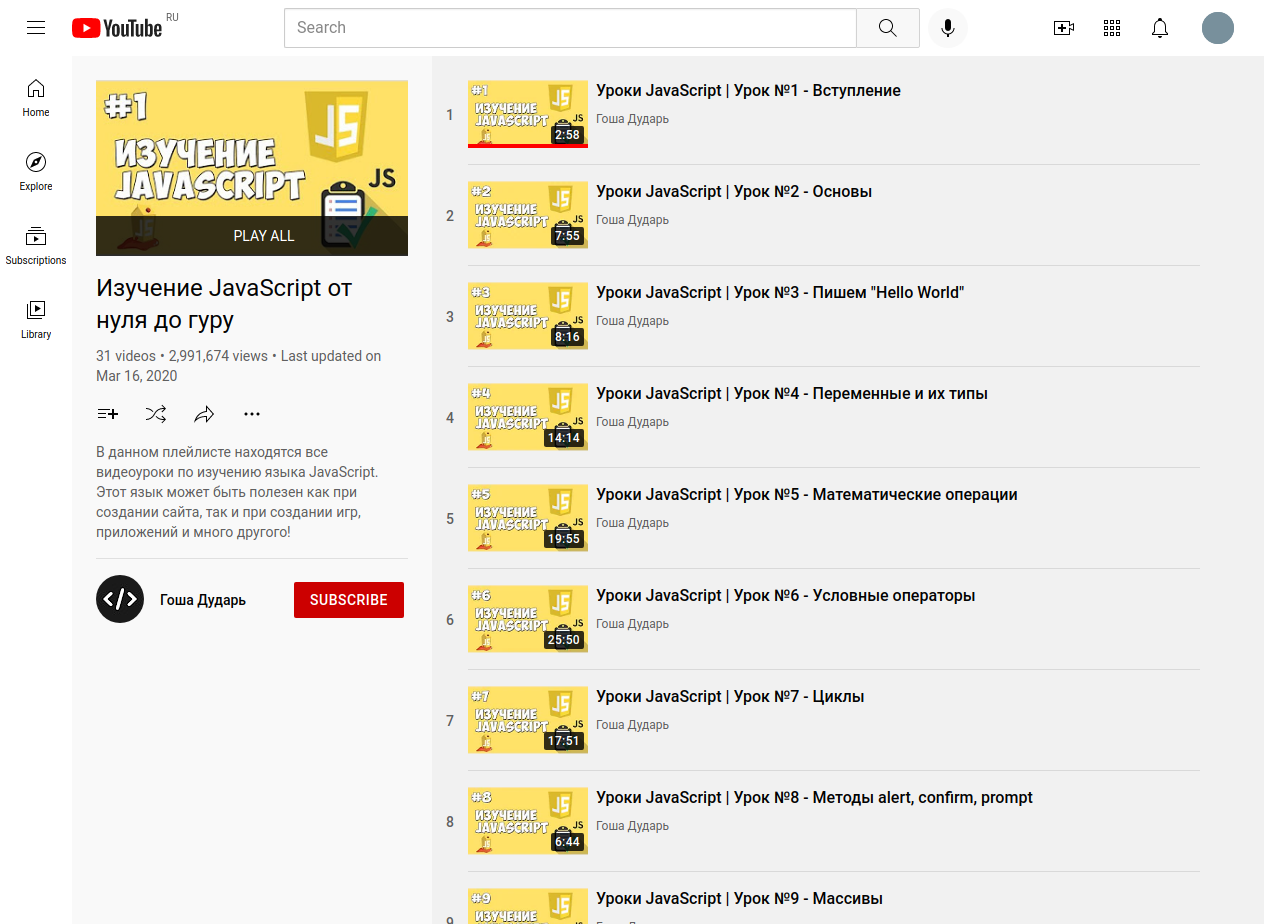 YouTube RU
Search
Home
Explore
Subscriptions
Library
#1
ИЗУЧЕНИЕ
JAVASCRIPT
JS
JS
PLAY ALL
Изучение JavaScript от
нуля до гуру
31 videos • 2,991,674 views • Last updated on
Mar 16, 2020
В данном плейлисте находятся все
видеоуроки по изучению языка JavaScript.
Этот язык может быть полезен как при
создании сайта, так и при создании игр,
приложений и много другого!
Гоша Дударь
SUBSCRIBE
1
#1
ИЗУЧЕНИЕ
JAVASCRIPT
JS
JS
2:58
Уроки JavaScript | Урок №1 - Вступление
Гоша Дударь
2
#2
ИЗУЧЕНИЕ
JAVASCRIPT
JS
JS
7:55
Уроки JavaScript | Урок №2 - Основы
Гоша Дударь
3
#3
ИЗУЧЕНИЕ
JAVASCRIPT
JS
JS
8:16
Уроки JavaScript | Урок №3 - Пишем "Hello World"
Гоша Дударь
4
#4
ИЗУЧЕНИЕ
JAVASCRIPT
JS
JS
14:14
Уроки JavaScript | Урок №4 - Переменные и их типы
Гоша Дударь
5
#5
ИЗУЧЕНИЕ
JAVASCRIPT
JS
JS
19:55
Уроки JavaScript | Урок №5 - Математические операции
Гоша Дударь
6
#6
ИЗУЧЕНИЕ
JAVASCRIPT
JS
JS
25:50
Уроки JavaScript | Урок №6 - Условные операторы
Гоша Дударь
7
#7
ИЗУЧЕНИЕ
JAVASCRIPT
JS
JS
17:51
Уроки JavaScript | Урок №7 - Циклы
Гоша Дударь
8
#8
ИЗУЧЕНИЕ
JAVASCRIPT
JS
JS
6:44
Уроки JavaScript | Урок №8 - Методы alert, confirm, prompt
Гоша Дударь
9
#9
ИЗУЧЕНИЕ
JS
Уроки JavaScript | Урок №9 - Массивы